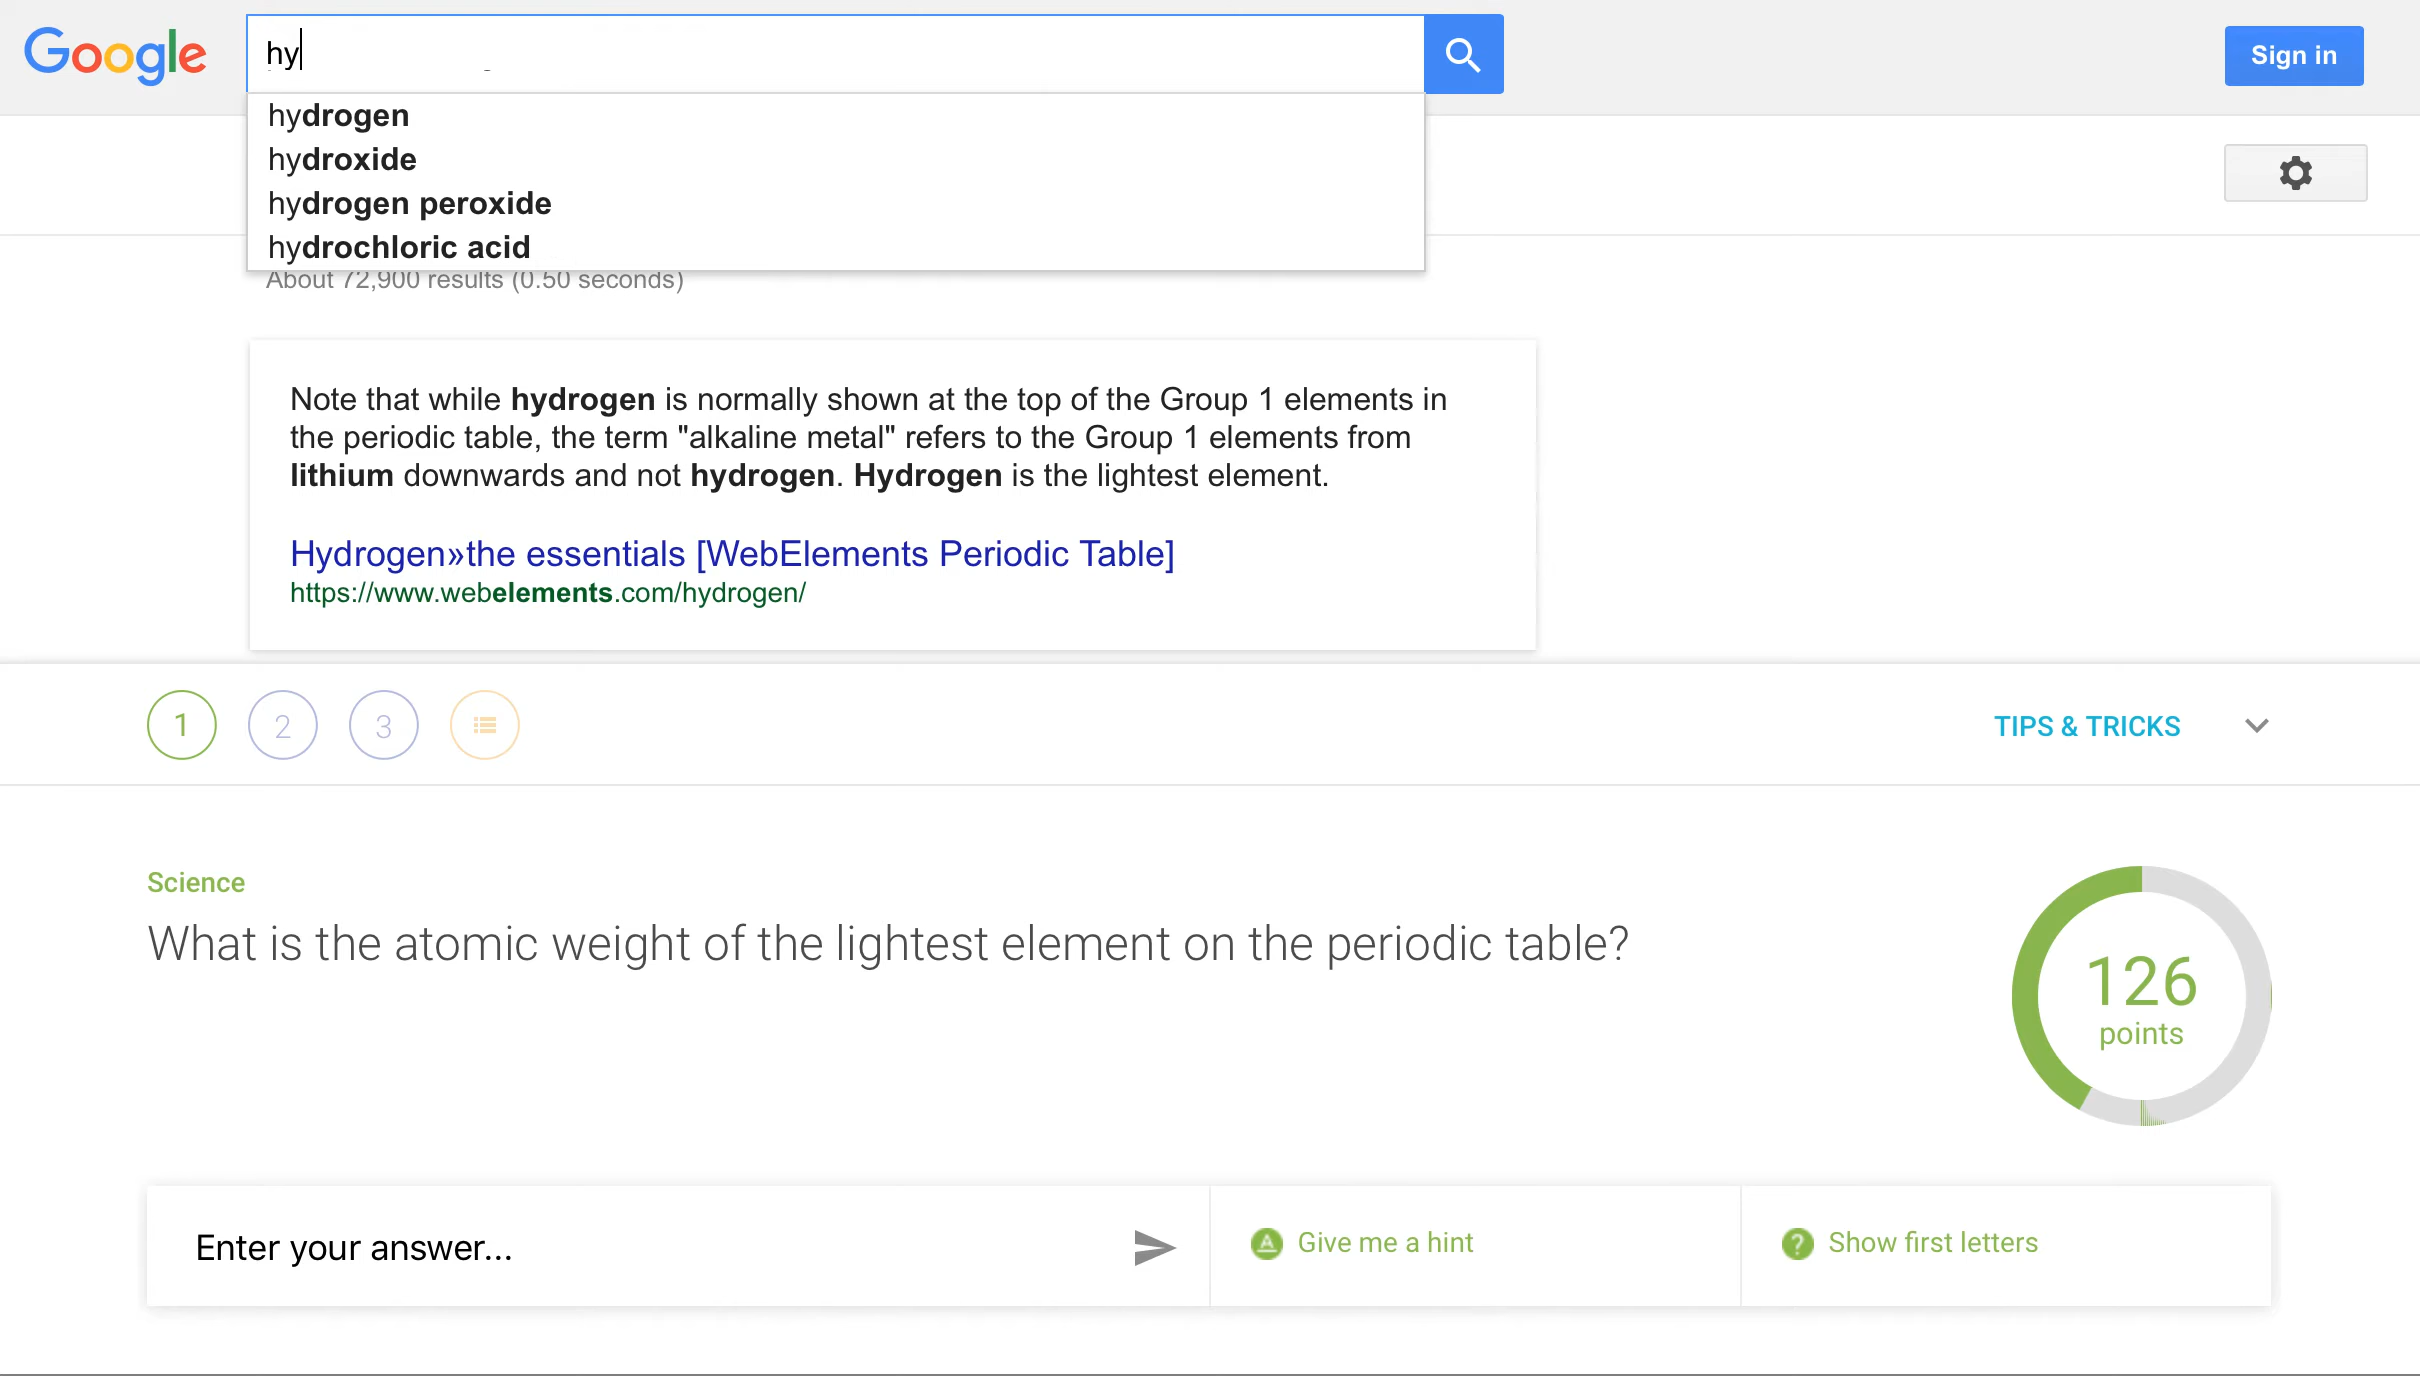 Google
hy
Sign in
hydrogen
hydroxide
hydrogen peroxide
hydrochloric acid
About 72,900 results (0.50 seconds)
Note that while hydrogen is normally shown at the top of the Group 1 elements in
the periodic table, the term "alkaline metal" refers to the Group 1 elements from
lithium downwards and not hydrogen. Hydrogen is the lightest element.
Hydrogen»the essentials [WebElements Periodic Table]
https://www.webelements.com/hydrogen/
1 2 3
TIPS & TRICKS
Science
What is the atomic weight of the lightest element on the periodic table?
126
points
Enter your answer...
A Give me a hint
? Show first letters